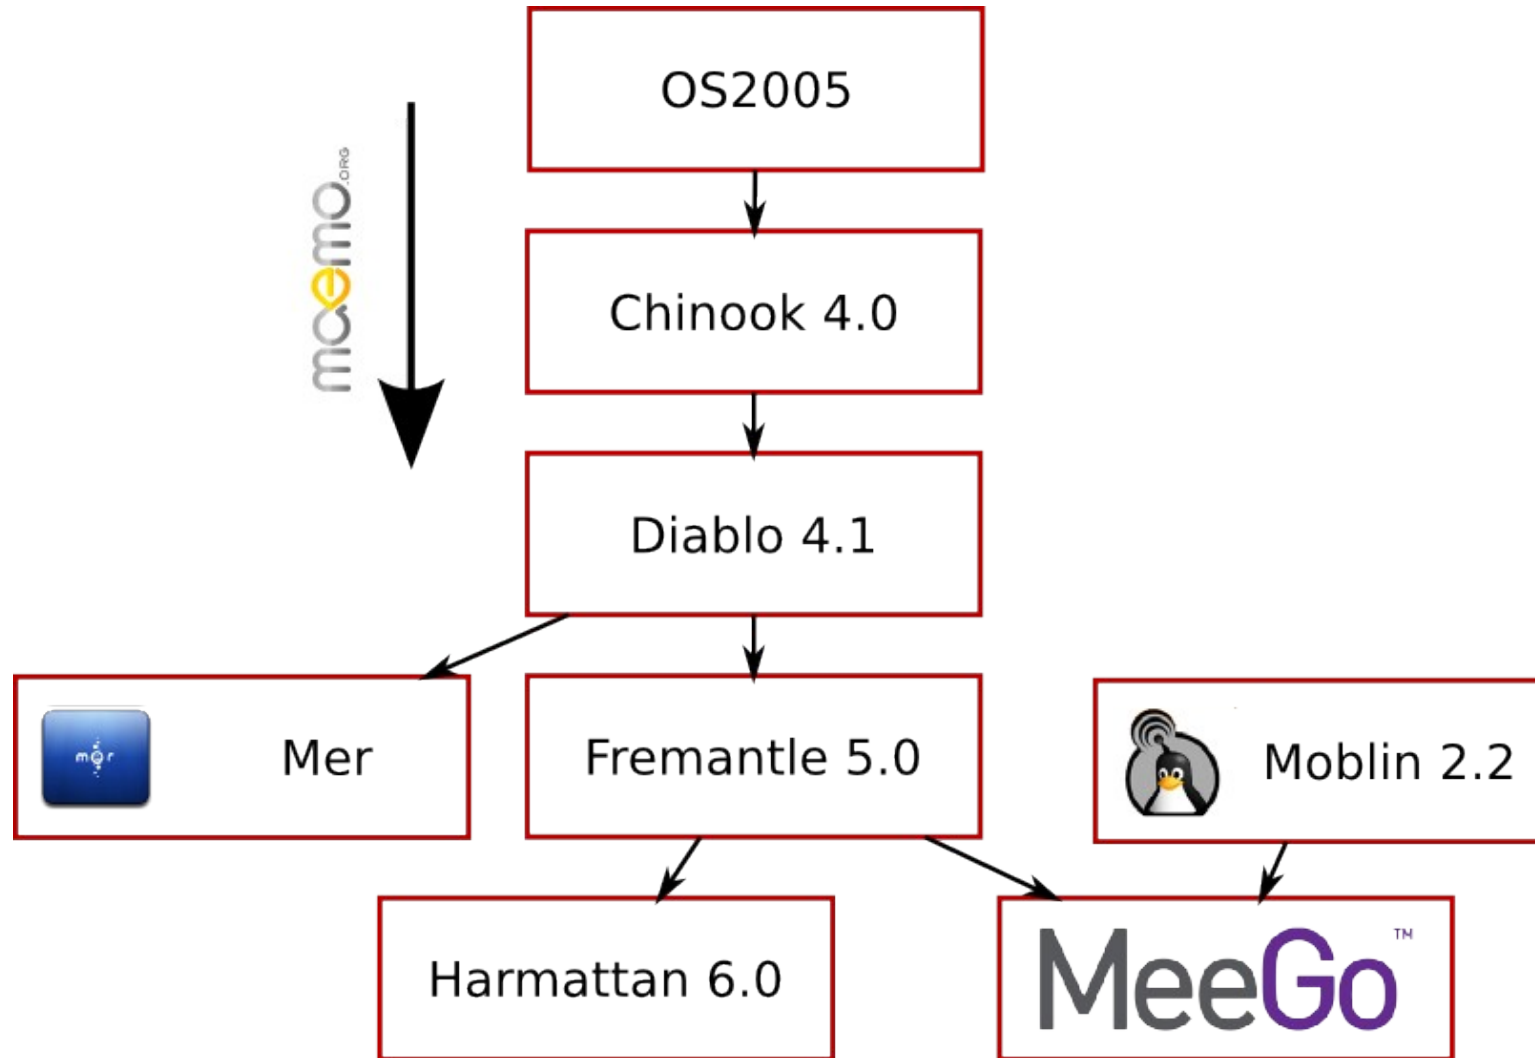 OS2005
maemo.ORG
Chinook 4.0
Diablo 4.1
mer
Mer
Fremantle 5.0
Moblin 2.2
Harmattan 6.0
MeeGo™